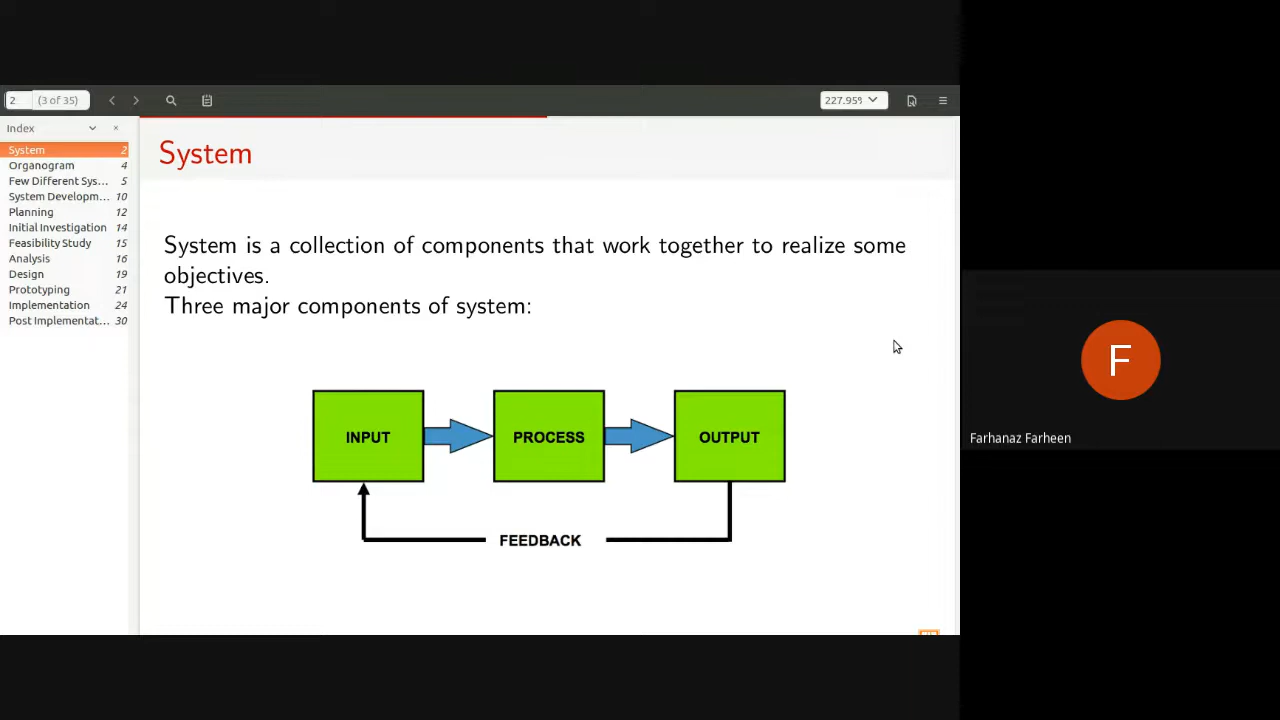 2 (3 of 35) 227.95%
Index
System 2
Organogram 4
Few Different Sys... 5
System Developm... 10
Planning 12
Initial Investigation 14
Feasibility Study 15
Analysis 16
Design 19
Prototyping 21
Implementation 24
Post Implementat... 30
System
System is a collection of components that work together to realize some
objectives.
Three major components of system:
INPUT PROCESS OUTPUT
FEEDBACK
F
Farhanaz Farheen